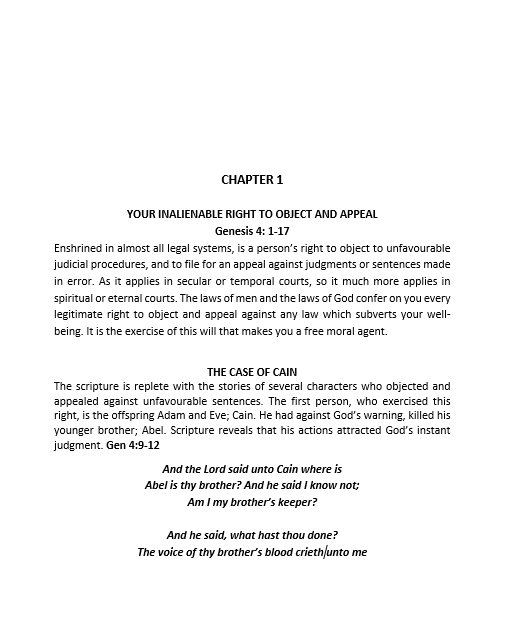 CHAPTER 1
YOUR INALIENABLE RIGHT TO OBJECT AND APPEAL
Genesis 4: 1-17
Enshrined in almost all legal systems, is a person's right to object to unfavourable
judicial procedures, and to file for an appeal against judgments or sentences made
in error. As it applies in secular or temporal courts, so it much more applies in
spiritual or eternal courts. The laws of men and the laws of God confer on you every
legitimate right to object and appeal against any law which subverts your well-
being. It is the exercise of this will that makes you a free moral agent.
THE CASE OF CAIN
The scripture is replete with the stories of several characters who objected and
appealed against unfavourable sentences. The first person, who exercised this
right, is the offspring Adam and Eve; Cain. He had against God's warning, killed his
younger brother; Abel. Scripture reveals that his actions attracted God's instant
judgment. Gen 4:9-12
And the Lord said unto Cain where is
Abel is thy brother? And he said I know not;
Am I my brother's keeper?
And he said, what hast thou done?
The voice of thy brother's blood crieth unto me